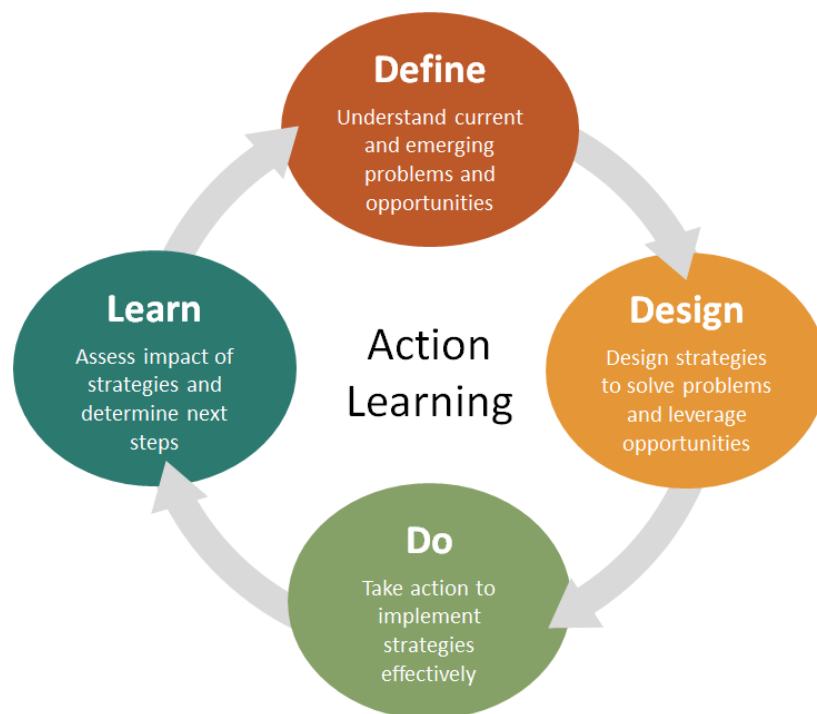 Define
Understand current
and emerging
problems and
opportunities
Learn
Assess impact of
strategies and
determine next
steps
Action
Learning
Design
Design strategies
to solve problems
and leverage
opportunities
Do
Take action to
implement
strategies
effectively